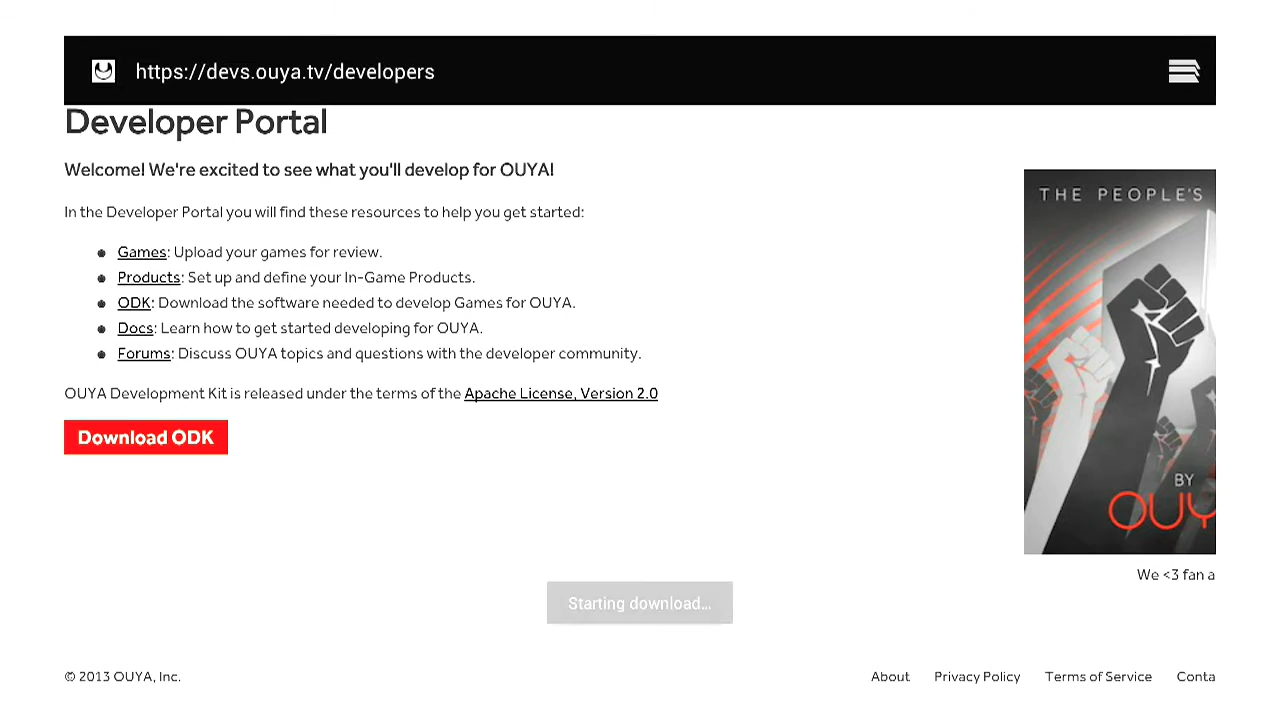 https://devs.ouya.tv/developers
Developer Portal
Welcome! We're excited to see what you'll develop for OUYA!
In the Developer Portal you will find these resources to help you get started:
Games: Upload your games for review.
Products: Set up and define your In-Game Products.
ODK: Download the software needed to develop Games for OUYA.
Docs: Learn how to get started developing for OUYA.
Forums: Discuss OUYA topics and questions with the developer community.
OUYA Development Kit is released under the terms of the Apache License, Version 2.0
Download ODK
THE PEOPLE'S
BY
OUY
We <3 fan a
Starting download...
© 2013 OUYA, Inc.
About Privacy Policy Terms of Service Conta